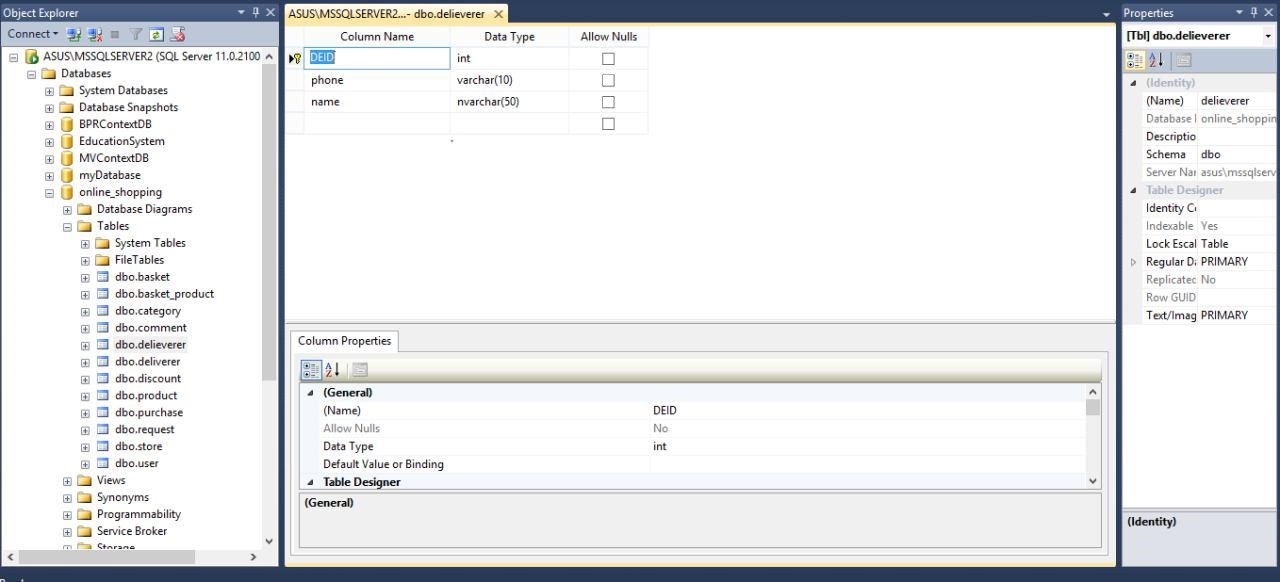 Object Explorer
Connect
ASUS\MSSQLSERVER2 (SQL Server 11.0.2100
Databases
System Databases
Database Snapshots
BPRContextDB
EducationSystem
MVContextDB
myDatabase
online_shopping
Database Diagrams
Tables
System Tables
FileTables
dbo.basket
dbo.basket_product
dbo.category
dbo.comment
dbo.delieverer
dbo.deliverer
dbo.discount
dbo.product
dbo.purchase
dbo.request
dbo.store
dbo.user
Views
Synonyms
Programmability
Service Broker
Storage
ASUS\MSSQLSERVER2...- dbo.delieverer
Column Name Data Type Allow Nulls
DEID int
phone varchar(10)
name nvarchar(50)
Column Properties
(General)
(Name) DEID
Allow Nulls No
Data Type int
Default Value or Binding
Table Designer
(General)
Properties
[Tbl] dbo.delieverer
(Identity)
(Name) delieverer
Database online_shoppin
Descriptio
Schema dbo
Server Nar asus\mssqlserv
Table Designer
Identity C
Indexable Yes
Lock Escal Table
Regular Da PRIMARY
Replicated No
Row GUID
Text/Imag PRIMARY
(Identity)